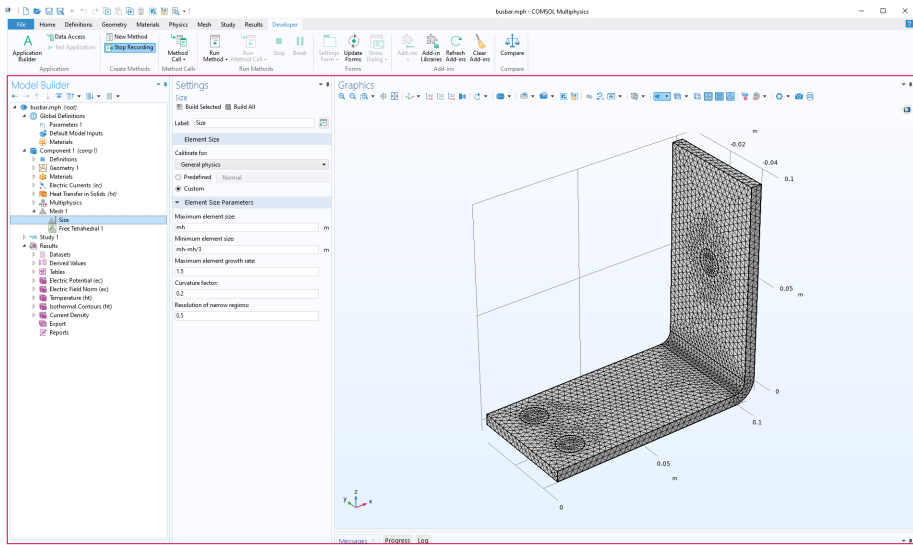 busbar.mph - COMSOL Multiphysics
File Home Definitions Geometry Materials Physics Mesh Study Results Developer
Application Builder
Data Access
Test Application
Application
New Method
Stop Recording
Create Methods
Method Call
Method Calls
Run Method
Run Method Call
Stop
Break
Run Methods
Settings Form
Update Forms
Show Dialog
Forms
Add-ins
Add-in Libraries
Refresh Add-ins
Clear Add-ins
Add-ins
Compare
Compare
Model Builder
busbar.mph (root)
Global Definitions
Parameters 1
Default Model Inputs
Materials
Component 1 (comp1)
Definitions
Geometry 1
Materials
Electric Currents (ec)
Heat Transfer in Solids (ht)
Multiphysics
Mesh 1
Size
Free Tetrahedral 1
Study 1
Results
Datasets
Derived Values
Tables
Electric Potential (ec)
Electric Field Norm (ec)
Temperature (ht)
Isothermal Contours (ht)
Current Density
Export
Reports
Settings
Size
Build Selected Build All
Label: Size
Element Size
Calibrate for:
General physics
Predefined Normal
Custom
Element Size Parameters
Maximum element size:
mh m
Minimum element size:
mh-mh/3 m
Maximum element growth rate:
1.5
Curvature factor:
0.2
Resolution of narrow regions:
0.5
Graphics
m
-0.02
-0.04
0.1
0.05
m
0
0.1
0.05
m
0
z
y
x
Messages Progress Log